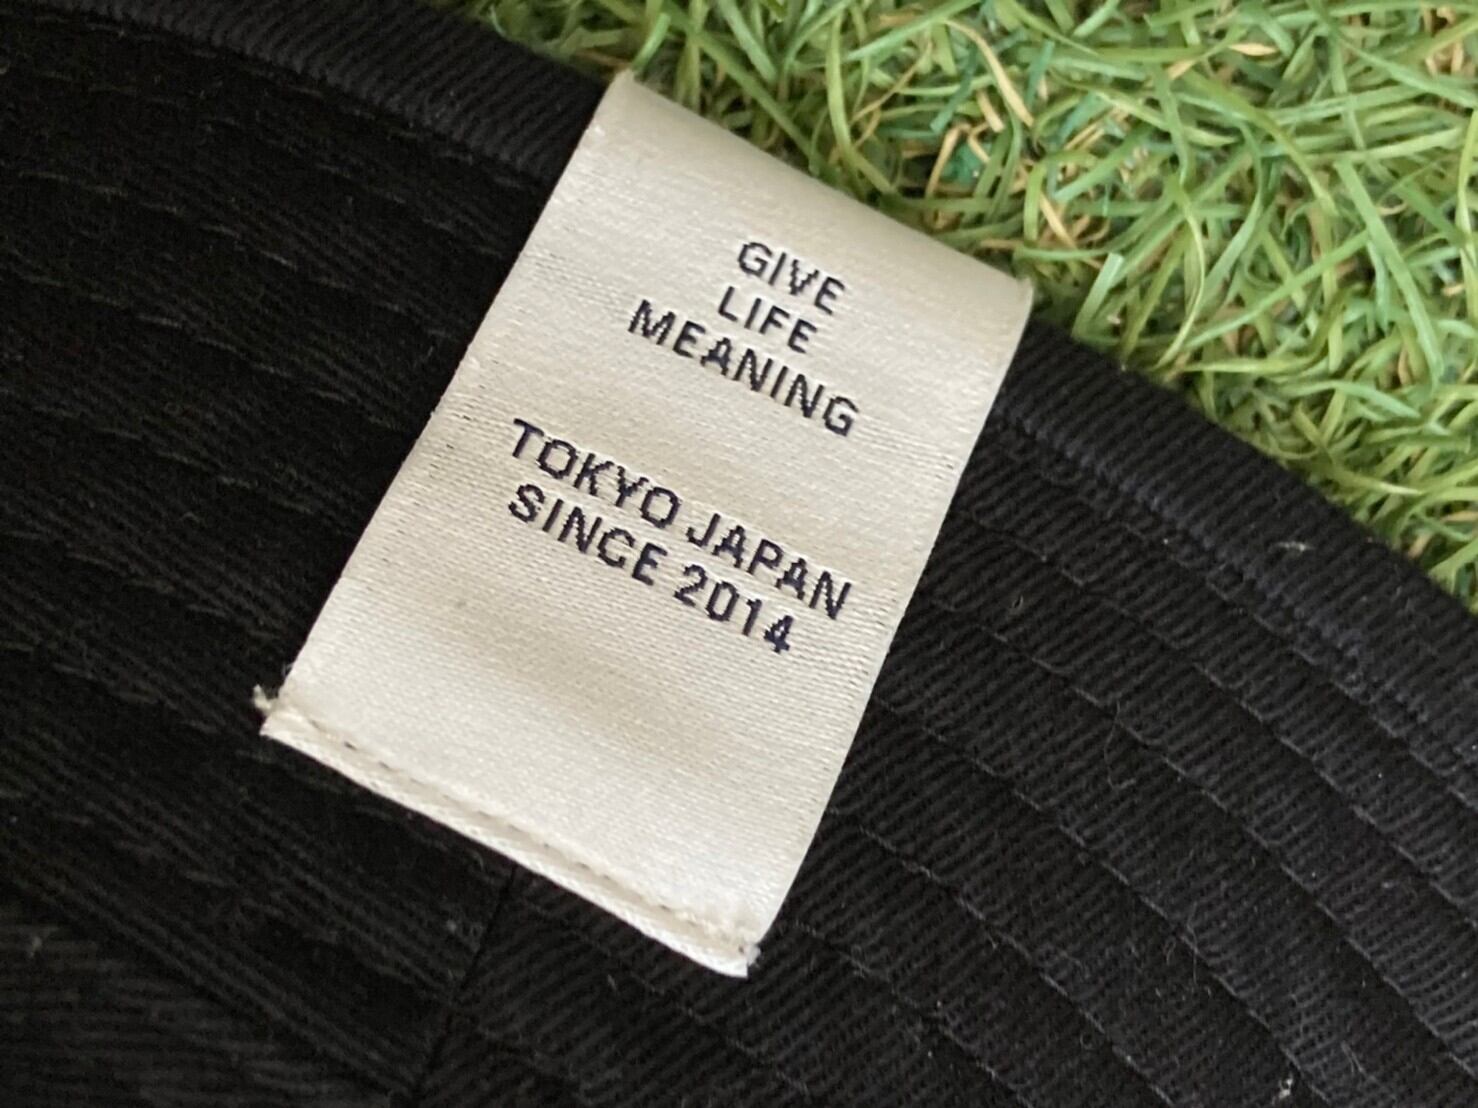 GIVE
LIFE
MEANING
TOKYO JAPAN
SINCE 2014